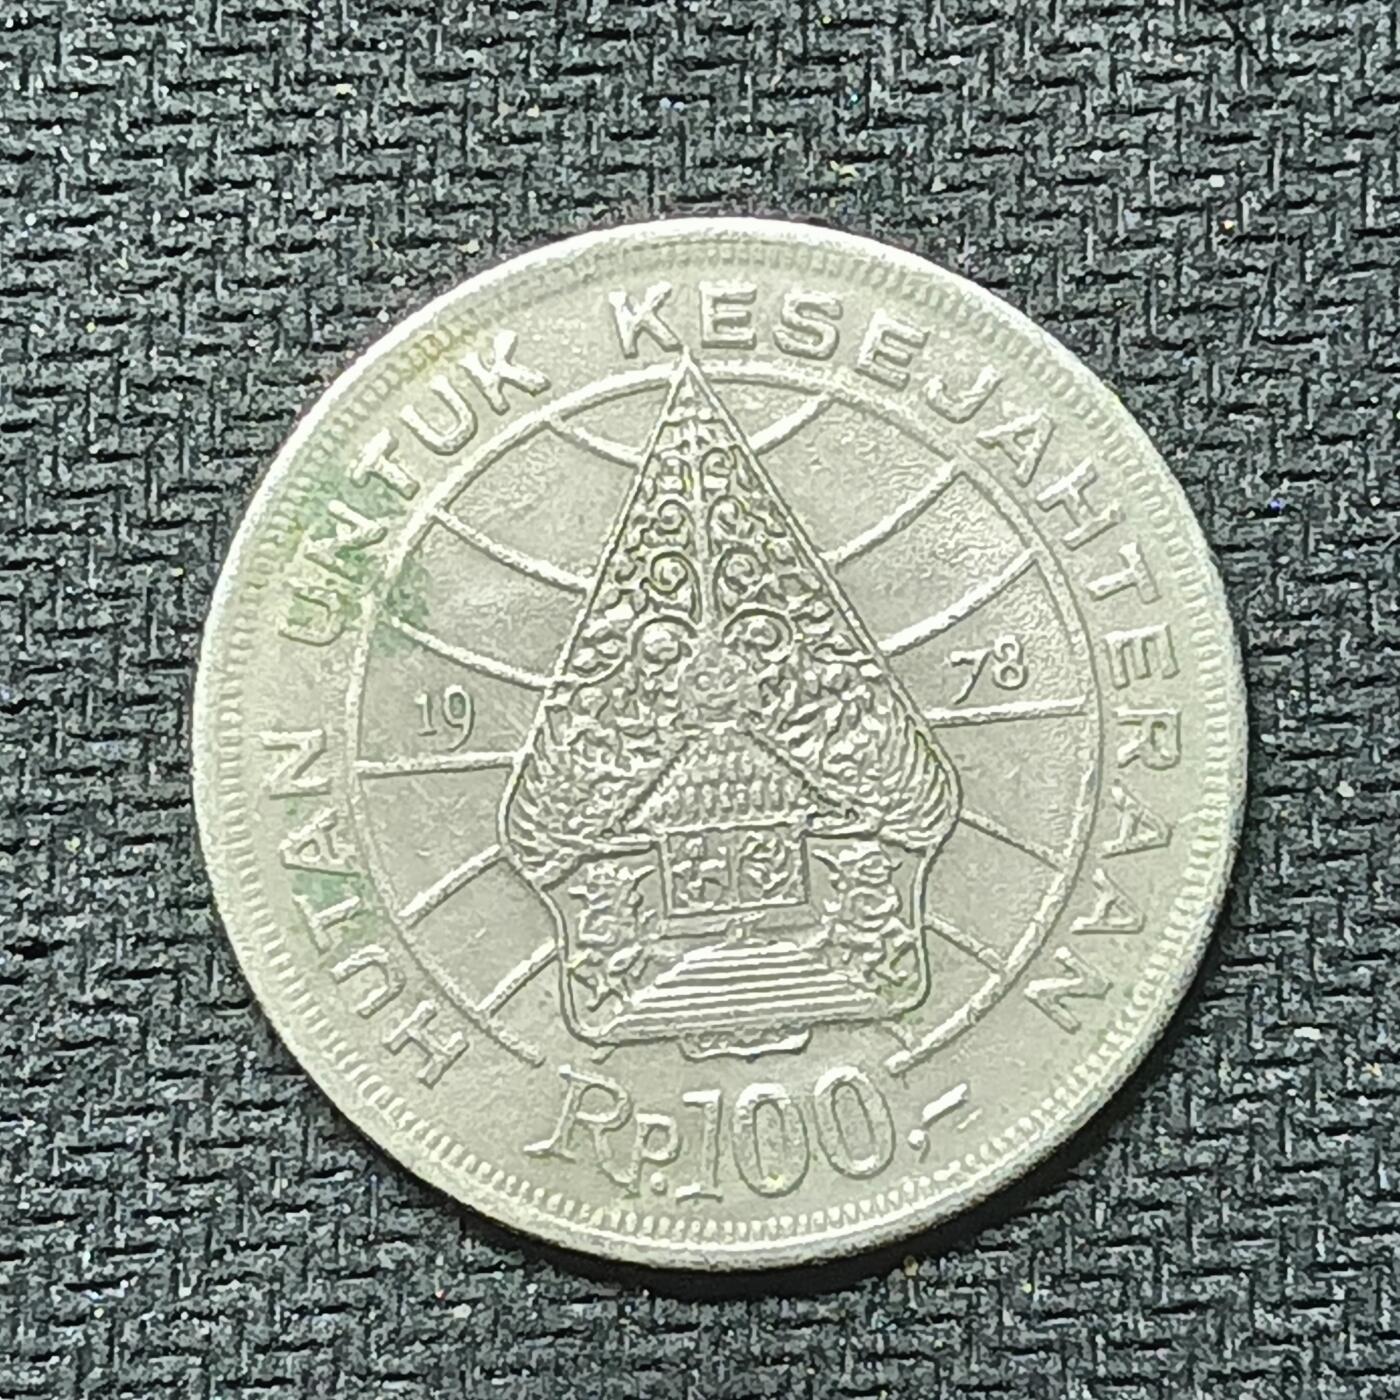 HUTAN UNTUK KESEJAHTERAAN
19 78
Rp.100,-